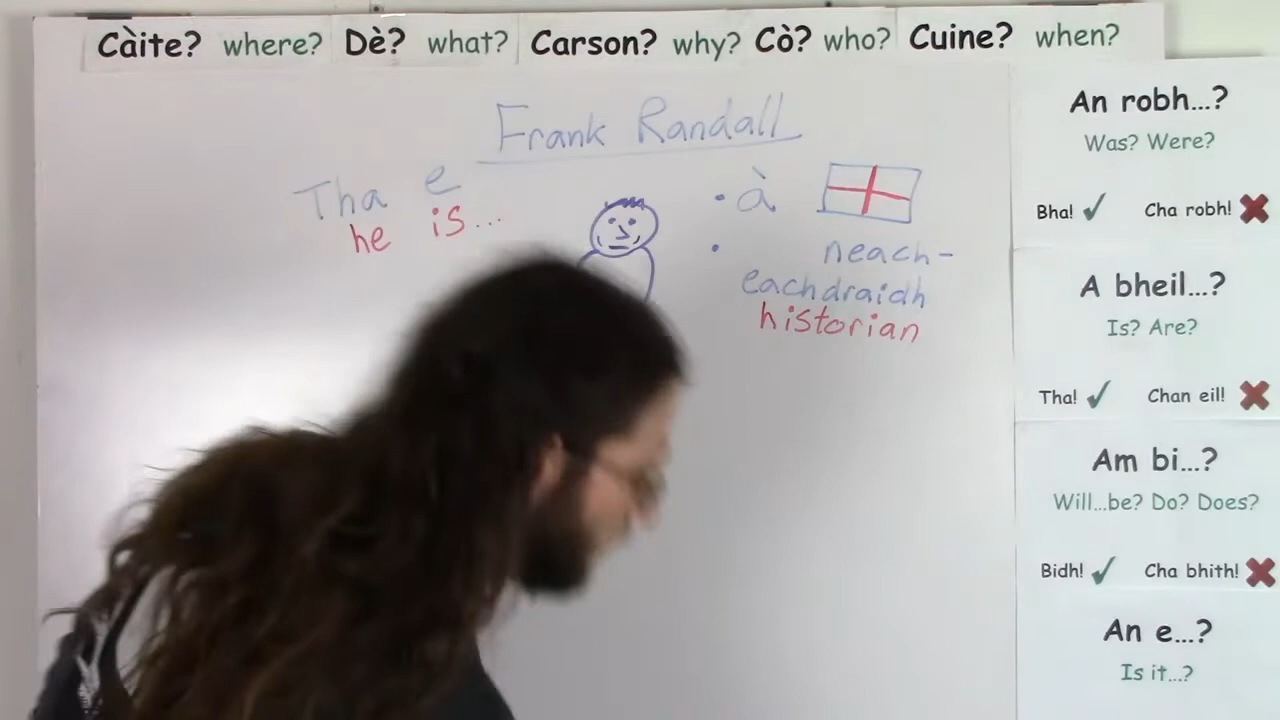 Càite? where? Dè? what? Carson? why? Cò? who? Cuine? when?
Frank Randall
Tha e
he is...
• à
• neach-
eachdraidh
historian
An robh...?
Was? Were?
Bha! ✓ Cha robh! ✗
A bheil...?
Is? Are?
Tha! ✓ Chan eil! ✗
Am bi...?
Will...be? Do? Does?
Bidh! ✓ Cha bhith! ✗
An e...?
Is it...?